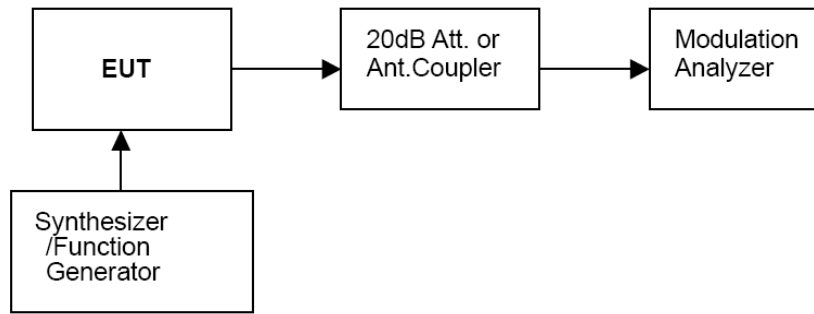 EUT
20dB Att. or
Ant.Coupler
Modulation
Analyzer
Synthesizer
/Function
Generator